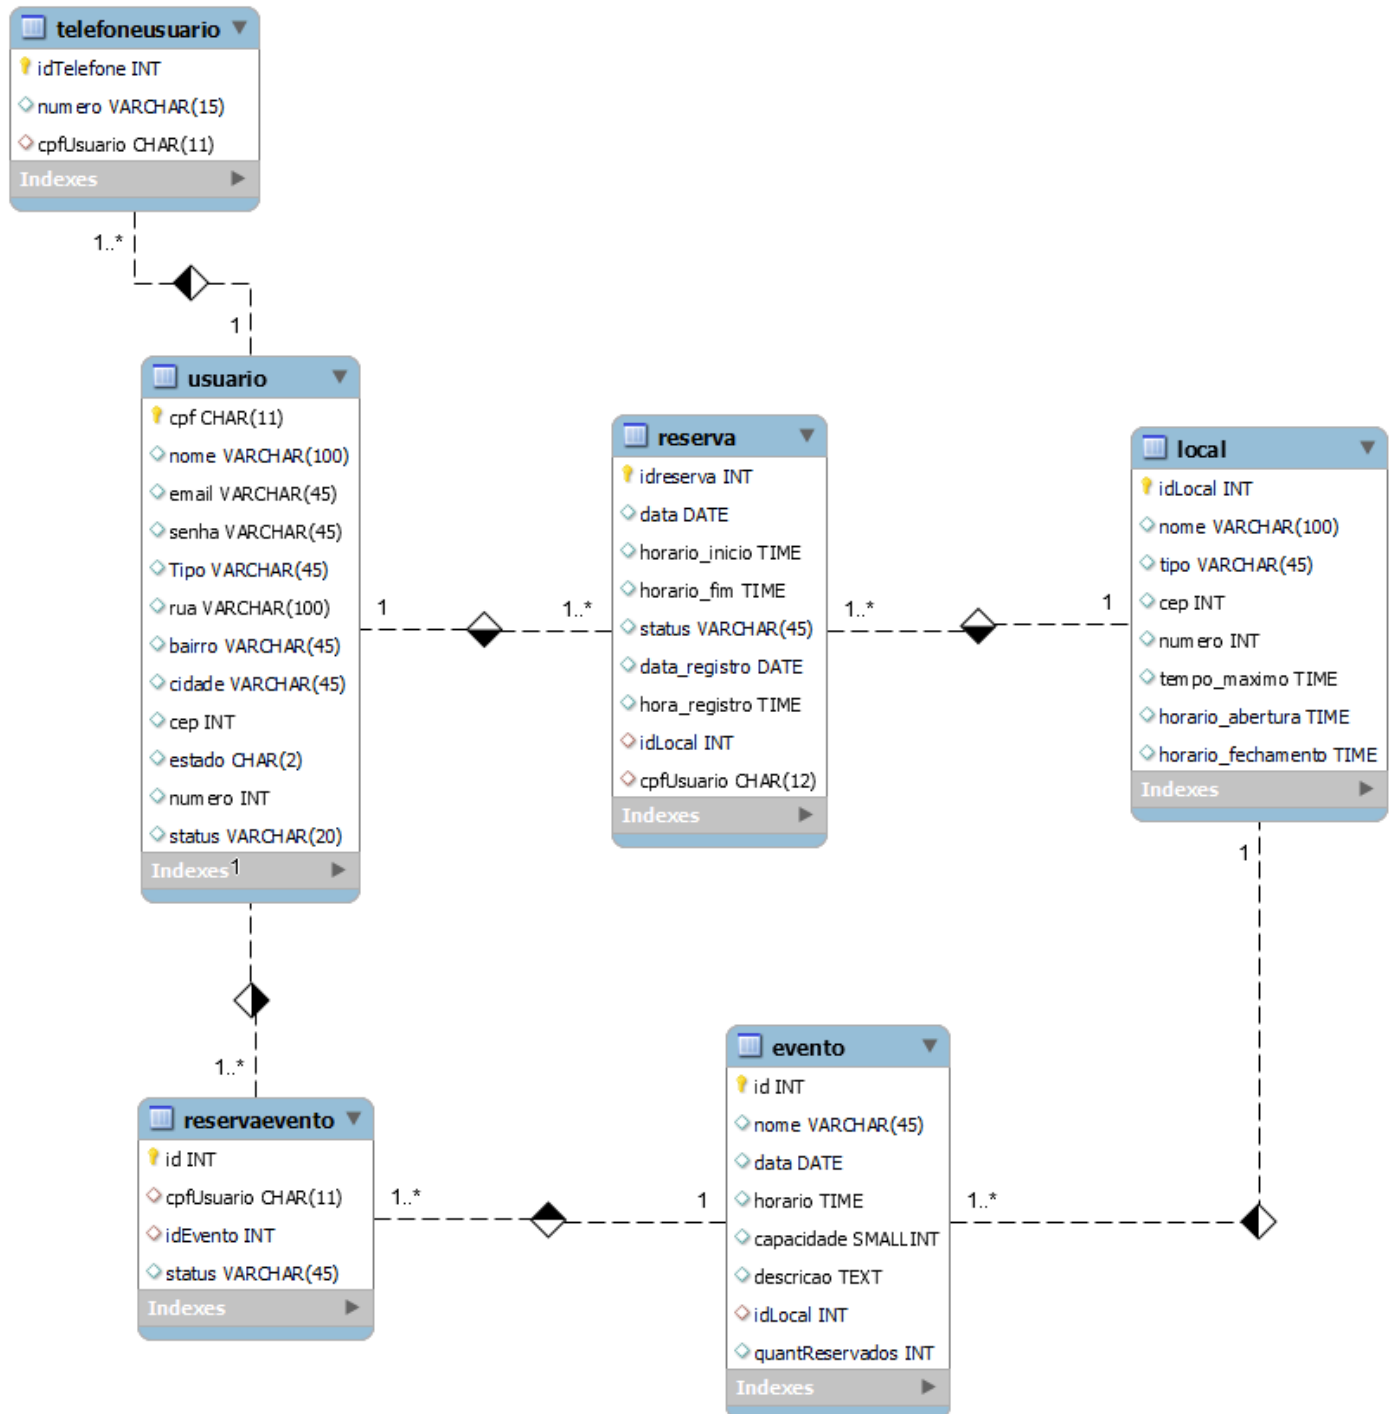 telefoneusuario
idTelefone INT
numero VARCHAR(15)
cpfUsuario CHAR(11)
Indexes
1..*
1
usuario
cpf CHAR(11)
nome VARCHAR(100)
email VARCHAR(45)
senha VARCHAR(45)
Tipo VARCHAR(45)
rua VARCHAR(100)
bairro VARCHAR(45)
cidade VARCHAR(45)
cep INT
estado CHAR(2)
numero INT
status VARCHAR(20)
Indexes
1
1
1..*
reserva
idreserva INT
data DATE
horario_inicio TIME
horario_fim TIME
status VARCHAR(45)
data_registro DATE
hora_registro TIME
idLocal INT
cpfUsuario CHAR(12)
Indexes
1..*
1
local
idLocal INT
nome VARCHAR(100)
tipo VARCHAR(45)
cep INT
numero INT
tempo_maximo TIME
horario_abertura TIME
horario_fechamento TIME
Indexes
1
1..*
reservaevento
id INT
cpfUsuario CHAR(11)
idEvento INT
status VARCHAR(45)
Indexes
1..*
1
evento
id INT
nome VARCHAR(45)
data DATE
horario TIME
capacidade SMALLINT
descricao TEXT
idLocal INT
quantReservados INT
Indexes
1..*